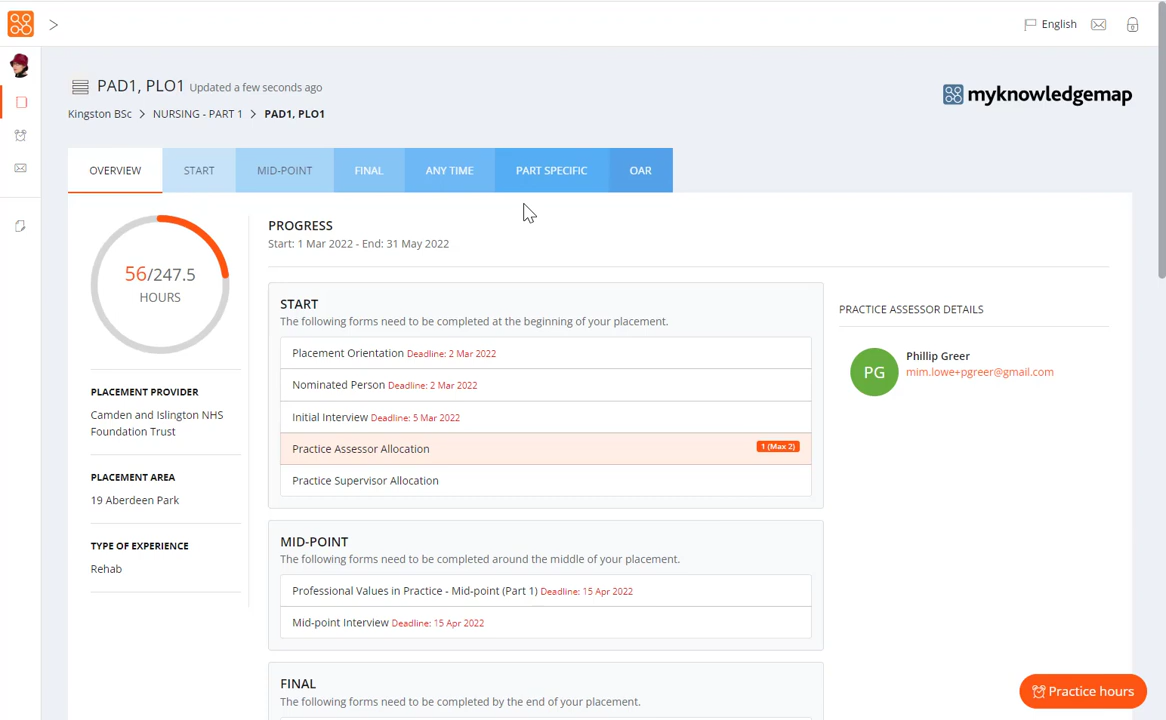 English
PAD1, PLO1 Updated a few seconds ago
myknowledgemap
Kingston BSc > NURSING - PART 1 > PAD1, PLO1
OVERVIEW START MID-POINT FINAL ANY TIME PART SPECIFIC OAR
56/247.5
HOURS
PLACEMENT PROVIDER
Camden and Islington NHS
Foundation Trust
PLACEMENT AREA
19 Aberdeen Park
TYPE OF EXPERIENCE
Rehab
PROGRESS
Start: 1 Mar 2022 - End: 31 May 2022
START
The following forms need to be completed at the beginning of your placement.
Placement Orientation Deadline: 2 Mar 2022
Nominated Person Deadline: 2 Mar 2022
Initial Interview Deadline: 5 Mar 2022
Practice Assessor Allocation 1 (Max 2)
Practice Supervisor Allocation
MID-POINT
The following forms need to be completed around the middle of your placement.
Professional Values in Practice - Mid-point (Part 1) Deadline: 15 Apr 2022
Mid-point Interview Deadline: 15 Apr 2022
FINAL
The following forms need to be completed by the end of your placement.
PRACTICE ASSESSOR DETAILS
PG
Phillip Greer
mim.lowe+pgreer@gmail.com
Practice hours